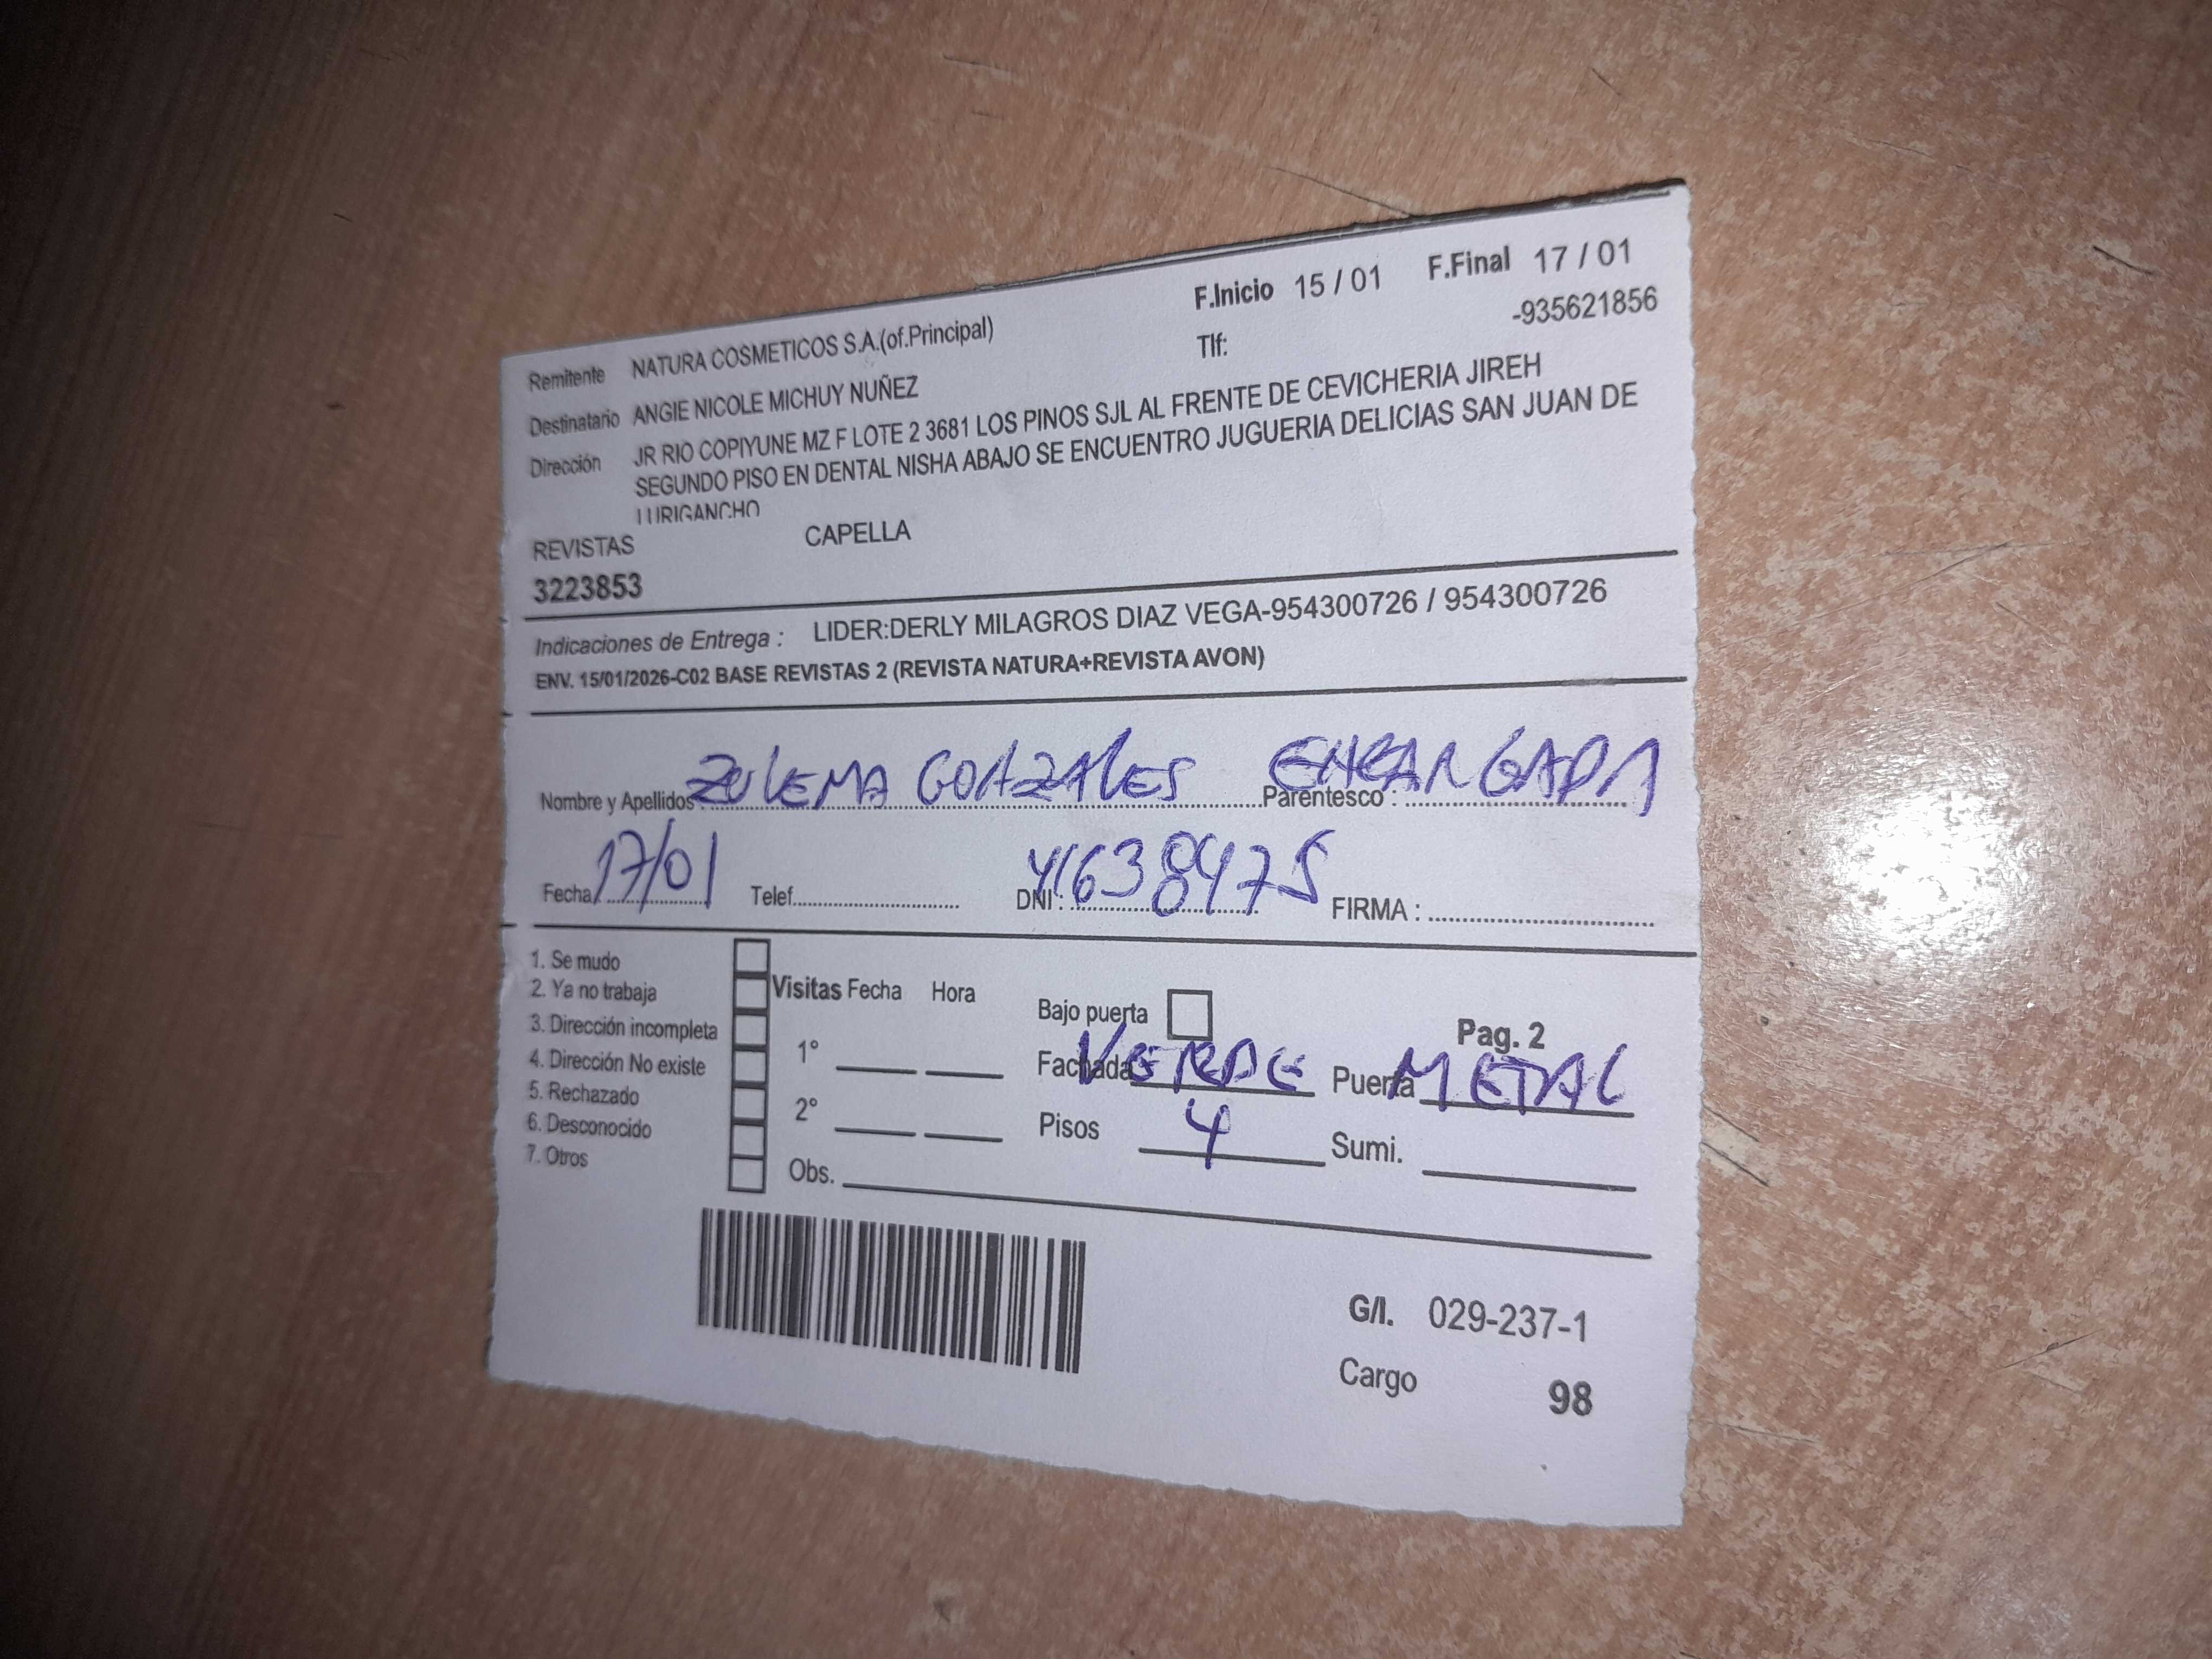 F.Inicio 15 / 01 F.Final 17 / 01
Remitente NATURA COSMETICOS S.A.(of.Principal) Tlf: -935621856
Destinatario ANGIE NICOLE MICHUY NUÑEZ
Dirección JR RIO COPIYUNE MZ F LOTE 2 3681 LOS PINOS SJL AL FRENTE DE CEVICHERIA JIREH
SEGUNDO PISO EN DENTAL NISHA ABAJO SE ENCUENTRO JUGUERIA DELICIAS SAN JUAN DE
LURIGANCHO
REVISTAS CAPELLA
3223853
Indicaciones de Entrega : LIDER:DERLY MILAGROS DIAZ VEGA-954300726 / 954300726
ENV. 15/01/2026-C02 BASE REVISTAS 2 (REVISTA NATURA+REVISTA AVON)
Nombre y Apellidos ZULEMA GONZALES Parentesco : ENCARGADA
Fecha 17/01 Telef. DNI : 41638475 FIRMA :
1. Se mudo
2. Ya no trabaja Visitas Fecha Hora Bajo puerta
3. Dirección incompleta 1° Pag. 2
4. Dirección No existe Fachada VERDE Puerta METAL
5. Rechazado 2°
6. Desconocido Pisos 4 Sumi.
7. Otros Obs.
G/I. 029-237-1
Cargo 98